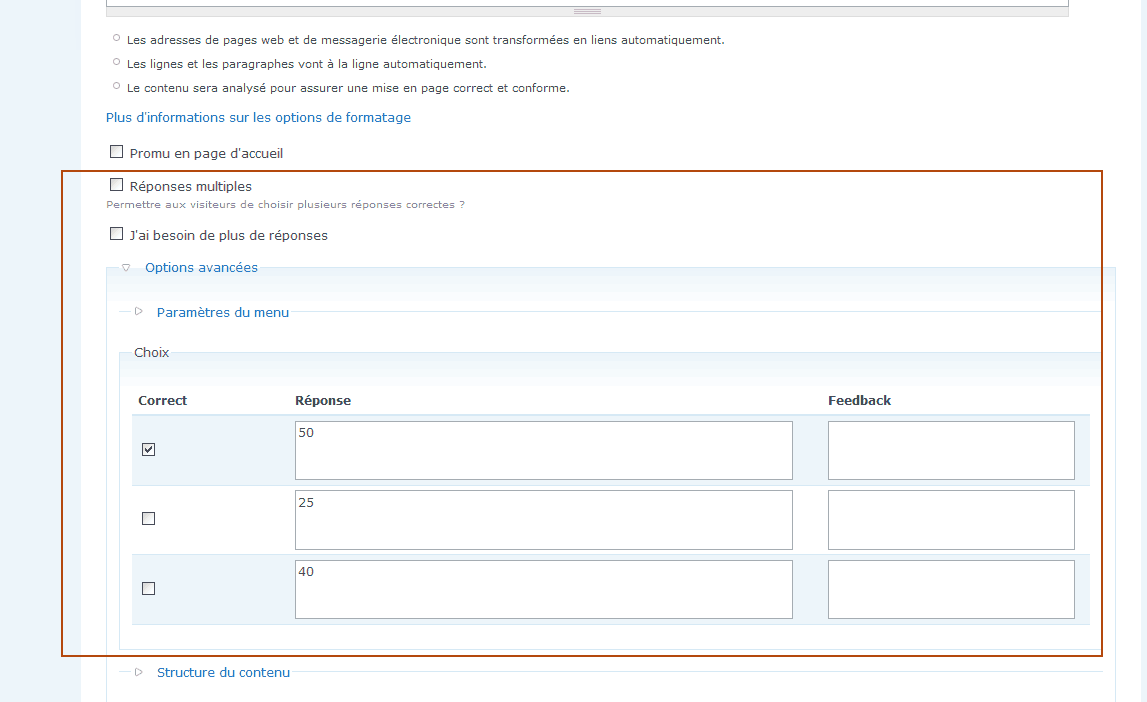 Les adresses de pages web et de messagerie électronique sont transformées en liens automatiquement.
Les lignes et les paragraphes vont à la ligne automatiquement.
Le contenu sera analysé pour assurer une mise en page correct et conforme.
Plus d'informations sur les options de formatage
Promu en page d'accueil
Réponses multiples
Permettre aux visiteurs de choisir plusieurs réponses correctes ?
J'ai besoin de plus de réponses
Options avancées
Paramètres du menu
Choix
Correct Réponse Feedback
50
25
40
Structure du contenu